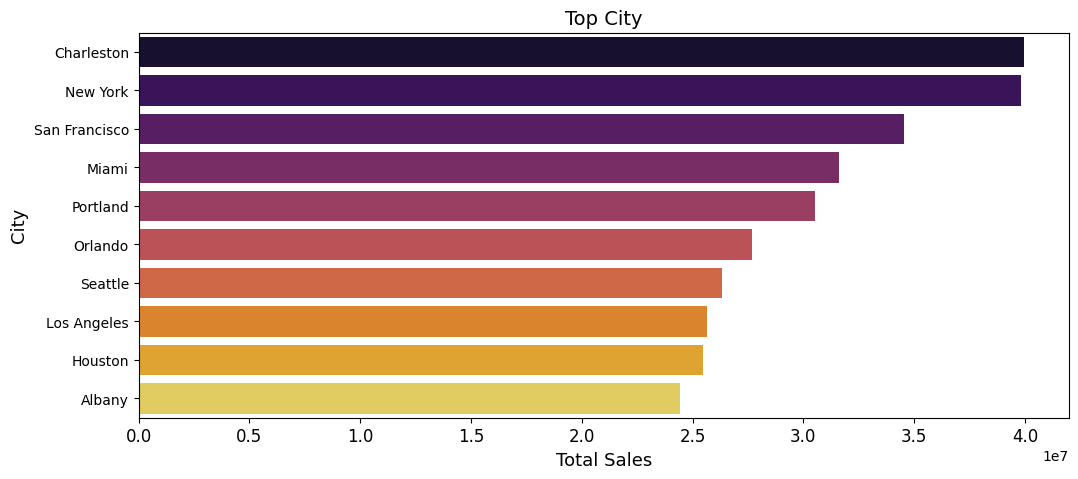 Top City
City
Charleston
New York
San Francisco
Miami
Portland
Orlando
Seattle
Los Angeles
Houston
Albany
0.0 0.5 1.0 1.5 2.0 2.5 3.0 3.5 4.0
1e7
Total Sales